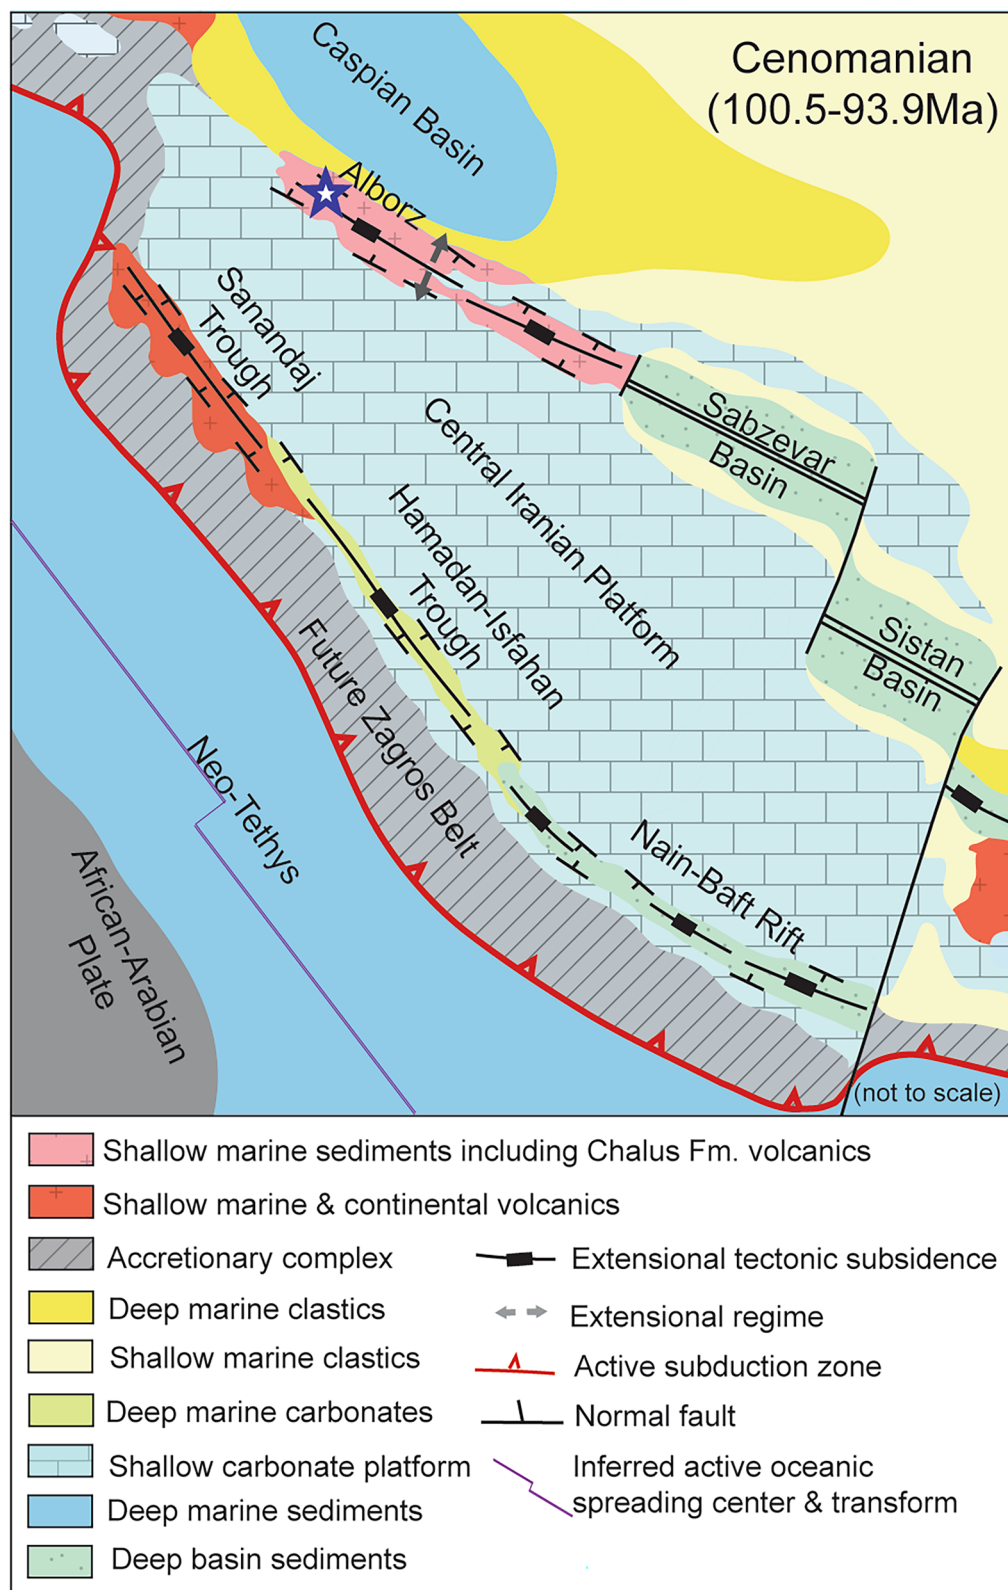 Cenomanian
(100.5-93.9Ma)
Caspian Basin
Alborz
Sanandaj
Trough
Central Iranian Platform
Sabzevar
Basin
Hamadan-Isfahan
Trough
Sistan
Basin
Future Zagros Belt
Neo-Tethys
Nain-Baft Rift
African-Arabian
Plate
(not to scale)
Shallow marine sediments including Chalus Fm. volcanics
Shallow marine & continental volcanics
Accretionary complex
Deep marine clastics
Shallow marine clastics
Deep marine carbonates
Shallow carbonate platform
Deep marine sediments
Deep basin sediments
Extensional tectonic subsidence
Extensional regime
Active subduction zone
Normal fault
Inferred active oceanic
spreading center & transform